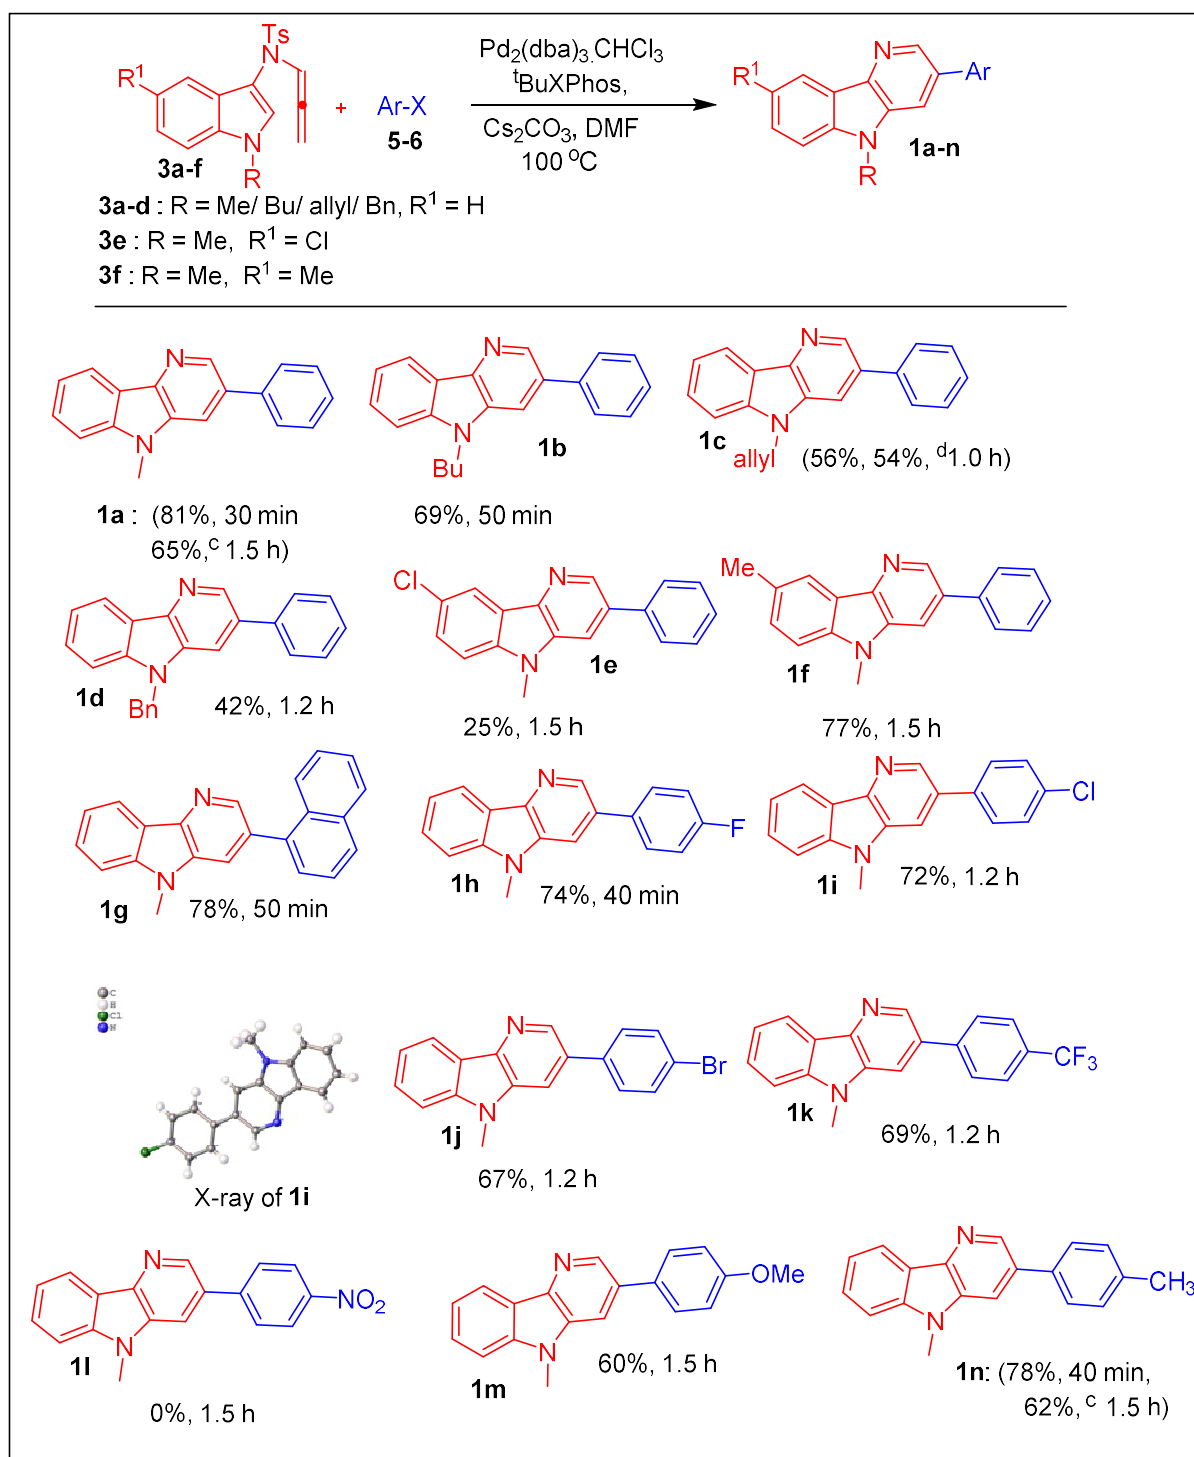 Ts
N
R¹
N
R
3a-f
+
Ar-X
5-6
Pd₂(dba)₃.CHCl₃
ᵗBuXPhos,
Cs₂CO₃, DMF
100 °C
N
R¹
Ar
N
R
1a-n
3a-d : R = Me/ Bu/ allyl/ Bn, R¹ = H
3e : R = Me, R¹ = Cl
3f : R = Me, R¹ = Me
N
N
1a : (81%, 30 min
65%,ᶜ 1.5 h)
N
N
Bu
1b
69%, 50 min
N
N
allyl
1c
(56%, 54%, ᵈ1.0 h)
N
N
Bn
1d
42%, 1.2 h
Cl
N
N
1e
25%, 1.5 h
Me
N
N
1f
77%, 1.5 h
N
N
1g
78%, 50 min
N
F
N
1h
74%, 40 min
N
Cl
N
1i
72%, 1.2 h
C
H
Cl
N
X-ray of 1i
N
Br
N
1j
67%, 1.2 h
N
CF₃
N
1k
69%, 1.2 h
N
NO₂
N
1l
0%, 1.5 h
N
OMe
N
1m
60%, 1.5 h
N
CH₃
N
1n: (78%, 40 min,
62%, ᶜ 1.5 h)